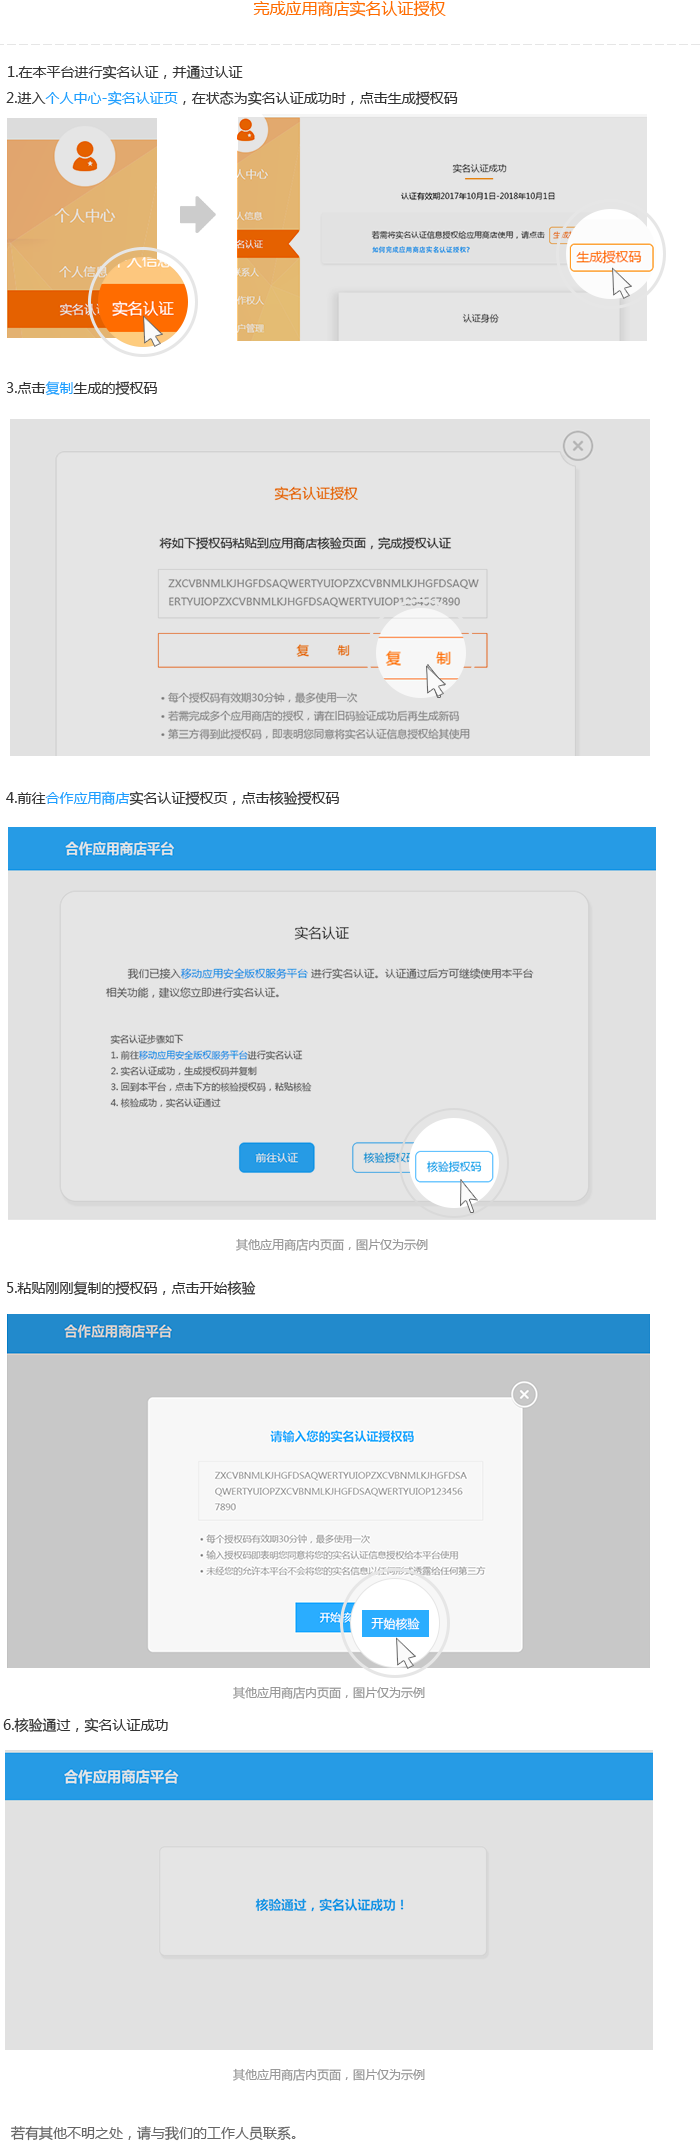 完成应用商店实名认证授权
1.在本平台进行实名认证，并通过认证
2.进入个人中心-实名认证页，在状态为实名认证成功时，点击生成授权码
个人中心
个人信息
实名认证
实名认证
人中心
人信息
名认证
联系人
作权人
户管理
实名认证成功
认证有效期2017年10月1日-2018年10月1日
若需将实名认证信息授权给应用商店使用，请点击
生成授权码
如何完成应用商店实名认证授权?
认证身份
3.点击复制生成的授权码
实名认证授权
将如下授权码粘贴到应用商店核验页面，完成授权认证
ZXCVBNMLKJHGFDSAQWERTYUIOPZXCVBNMLKJHGFDSAQW
ERTYUIOPZXCVBNMLKJHGFDSAQWERTYUIOP1234567890
复 制
复 制
• 每个授权码有效期30分钟，最多使用一次
• 若需完成多个应用商店的授权，请在旧码验证成功后再生成新码
• 第三方得到此授权码，即表明您同意将实名认证信息授权给其使用
4.前往合作应用商店实名认证授权页，点击核验授权码
合作应用商店平台
实名认证
我们已接入移动应用安全版权服务平台 进行实名认证。认证通过后方可继续使用本平台
相关功能，建议您立即进行实名认证。
实名认证步骤如下
1. 前往移动应用安全版权服务平台进行实名认证
2. 实名认证成功，生成授权码并复制
3. 回到本平台，点击下方的核验授权码，粘贴核验
4. 核验成功，实名认证通过
前往认证
核验授权码
核验授权码
其他应用商店内页面，图片仅为示例
5.粘贴刚刚复制的授权码，点击开始核验
合作应用商店平台
请输入您的实名认证授权码
ZXCVBNMLKJHGFDSAQWERTYUIOPZXCVBNMLKJHGFDSA
QWERTYUIOPZXCVBNMLKJHGFDSAQWERTYUIOP123456
7890
• 每个授权码有效期30分钟，最多使用一次
• 输入授权码即表明您同意将您的实名认证信息授权给本平台使用
• 未经您的允许本平台不会将您的实名信息以任何形式透露给任何第三方
开始核
开始核验
其他应用商店内页面，图片仅为示例
6.核验通过，实名认证成功
合作应用商店平台
核验通过，实名认证成功！
其他应用商店内页面，图片仅为示例
若有其他不明之处，请与我们的工作人员联系。